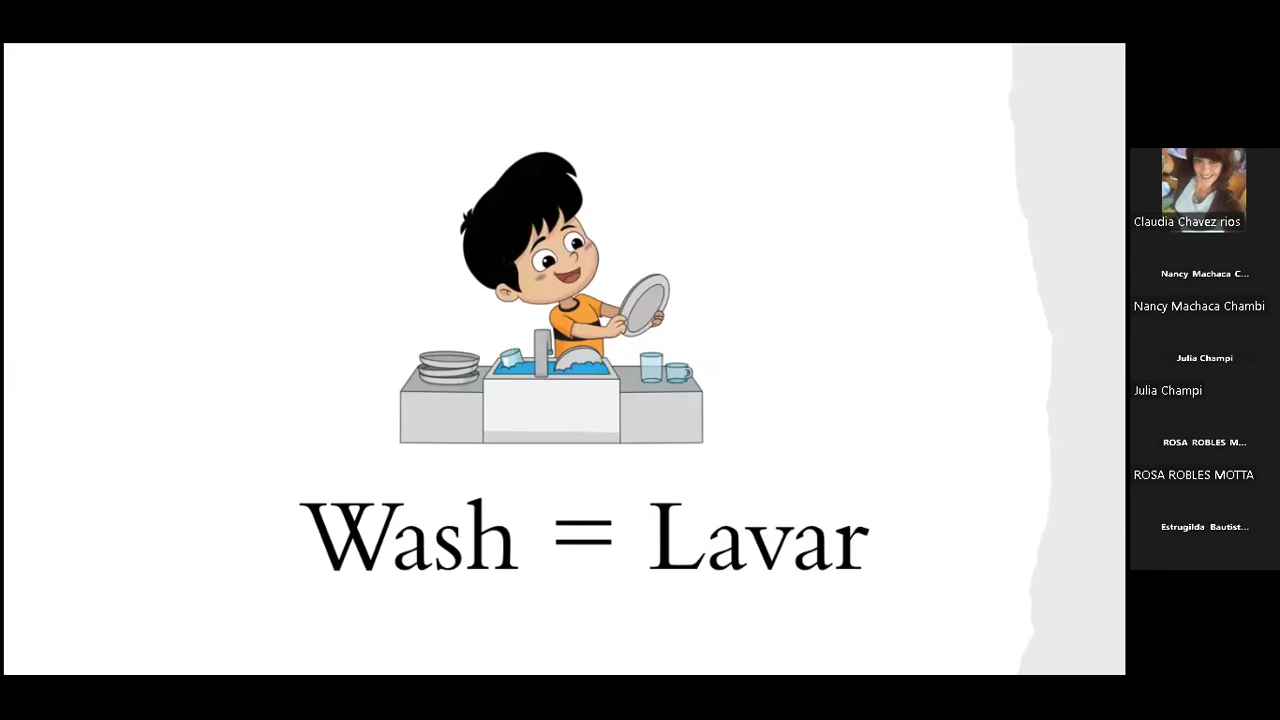 Wash = Lavar
Claudia Chavez rios
Nancy Machaca C...
Nancy Machaca Chambi
Julia Champi
Julia Champi
ROSA ROBLES M...
ROSA ROBLES MOTTA
Estrugilda Bautist...